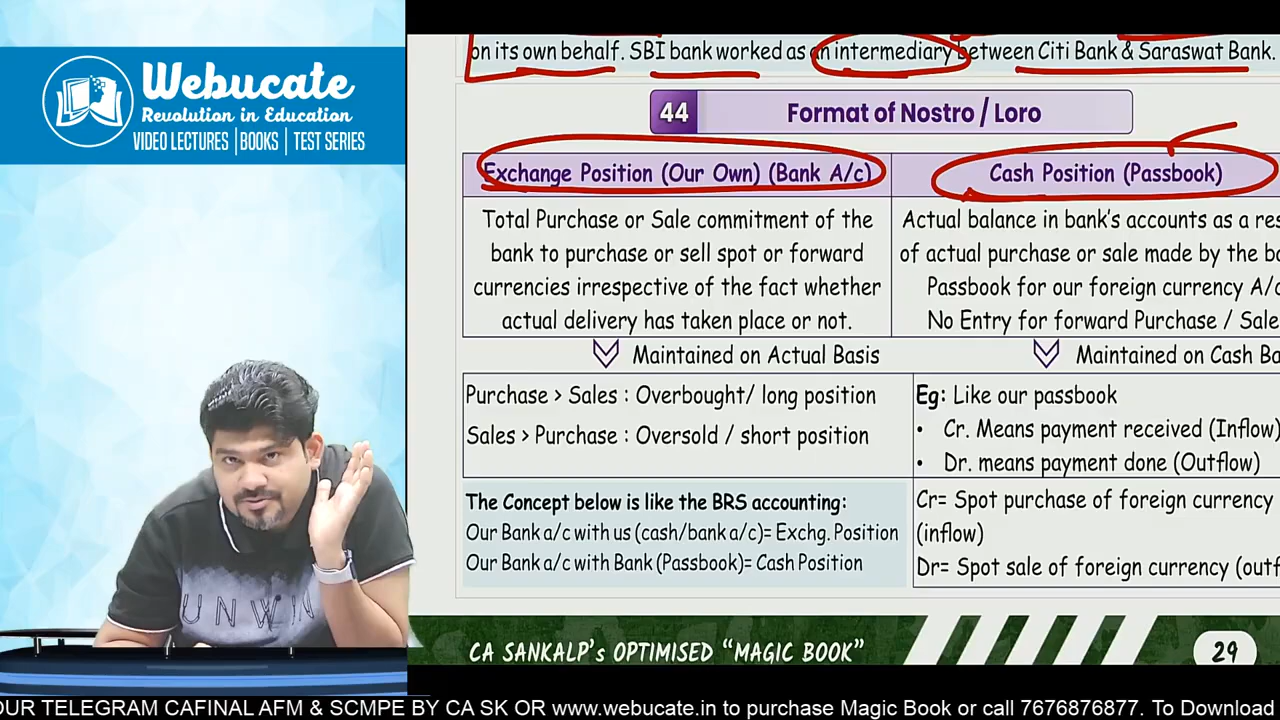 Webucate
Revolution in Education
VIDEO LECTURES | BOOKS | TEST SERIES
on its own behalf. SBI bank worked as an intermediary between Citi Bank & Saraswat Bank.
44 Format of Nostro / Loro
Exchange Position (Our Own) (Bank A/c)
Total Purchase or Sale commitment of the
bank to purchase or sell spot or forward
currencies irrespective of the fact whether
actual delivery has taken place or not.
Maintained on Actual Basis
Purchase > Sales : Overbought/ long position
Sales > Purchase : Oversold / short position
The Concept below is like the BRS accounting:
Our Bank a/c with us (cash/bank a/c)= Exchg. Position
Our Bank a/c with Bank (Passbook)= Cash Position
Cash Position (Passbook)
Actual balance in bank's accounts as a res
of actual purchase or sale made by the ba
Passbook for our foreign currency A/c
No Entry for forward Purchase / Sale
Maintained on Cash Ba
Eg: Like our passbook
• Cr. Means payment received (Inflow)
• Dr. means payment done (Outflow)
Cr= Spot purchase of foreign currency
(inflow)
Dr= Spot sale of foreign currency (outf
UNWIN
CA SANKALP's OPTIMISED "MAGIC BOOK"
29
OUR TELEGRAM CAFINAL AFM & SCMPE BY CA SK OR www.webucate.in to purchase Magic Book or call 7676876877. To Download